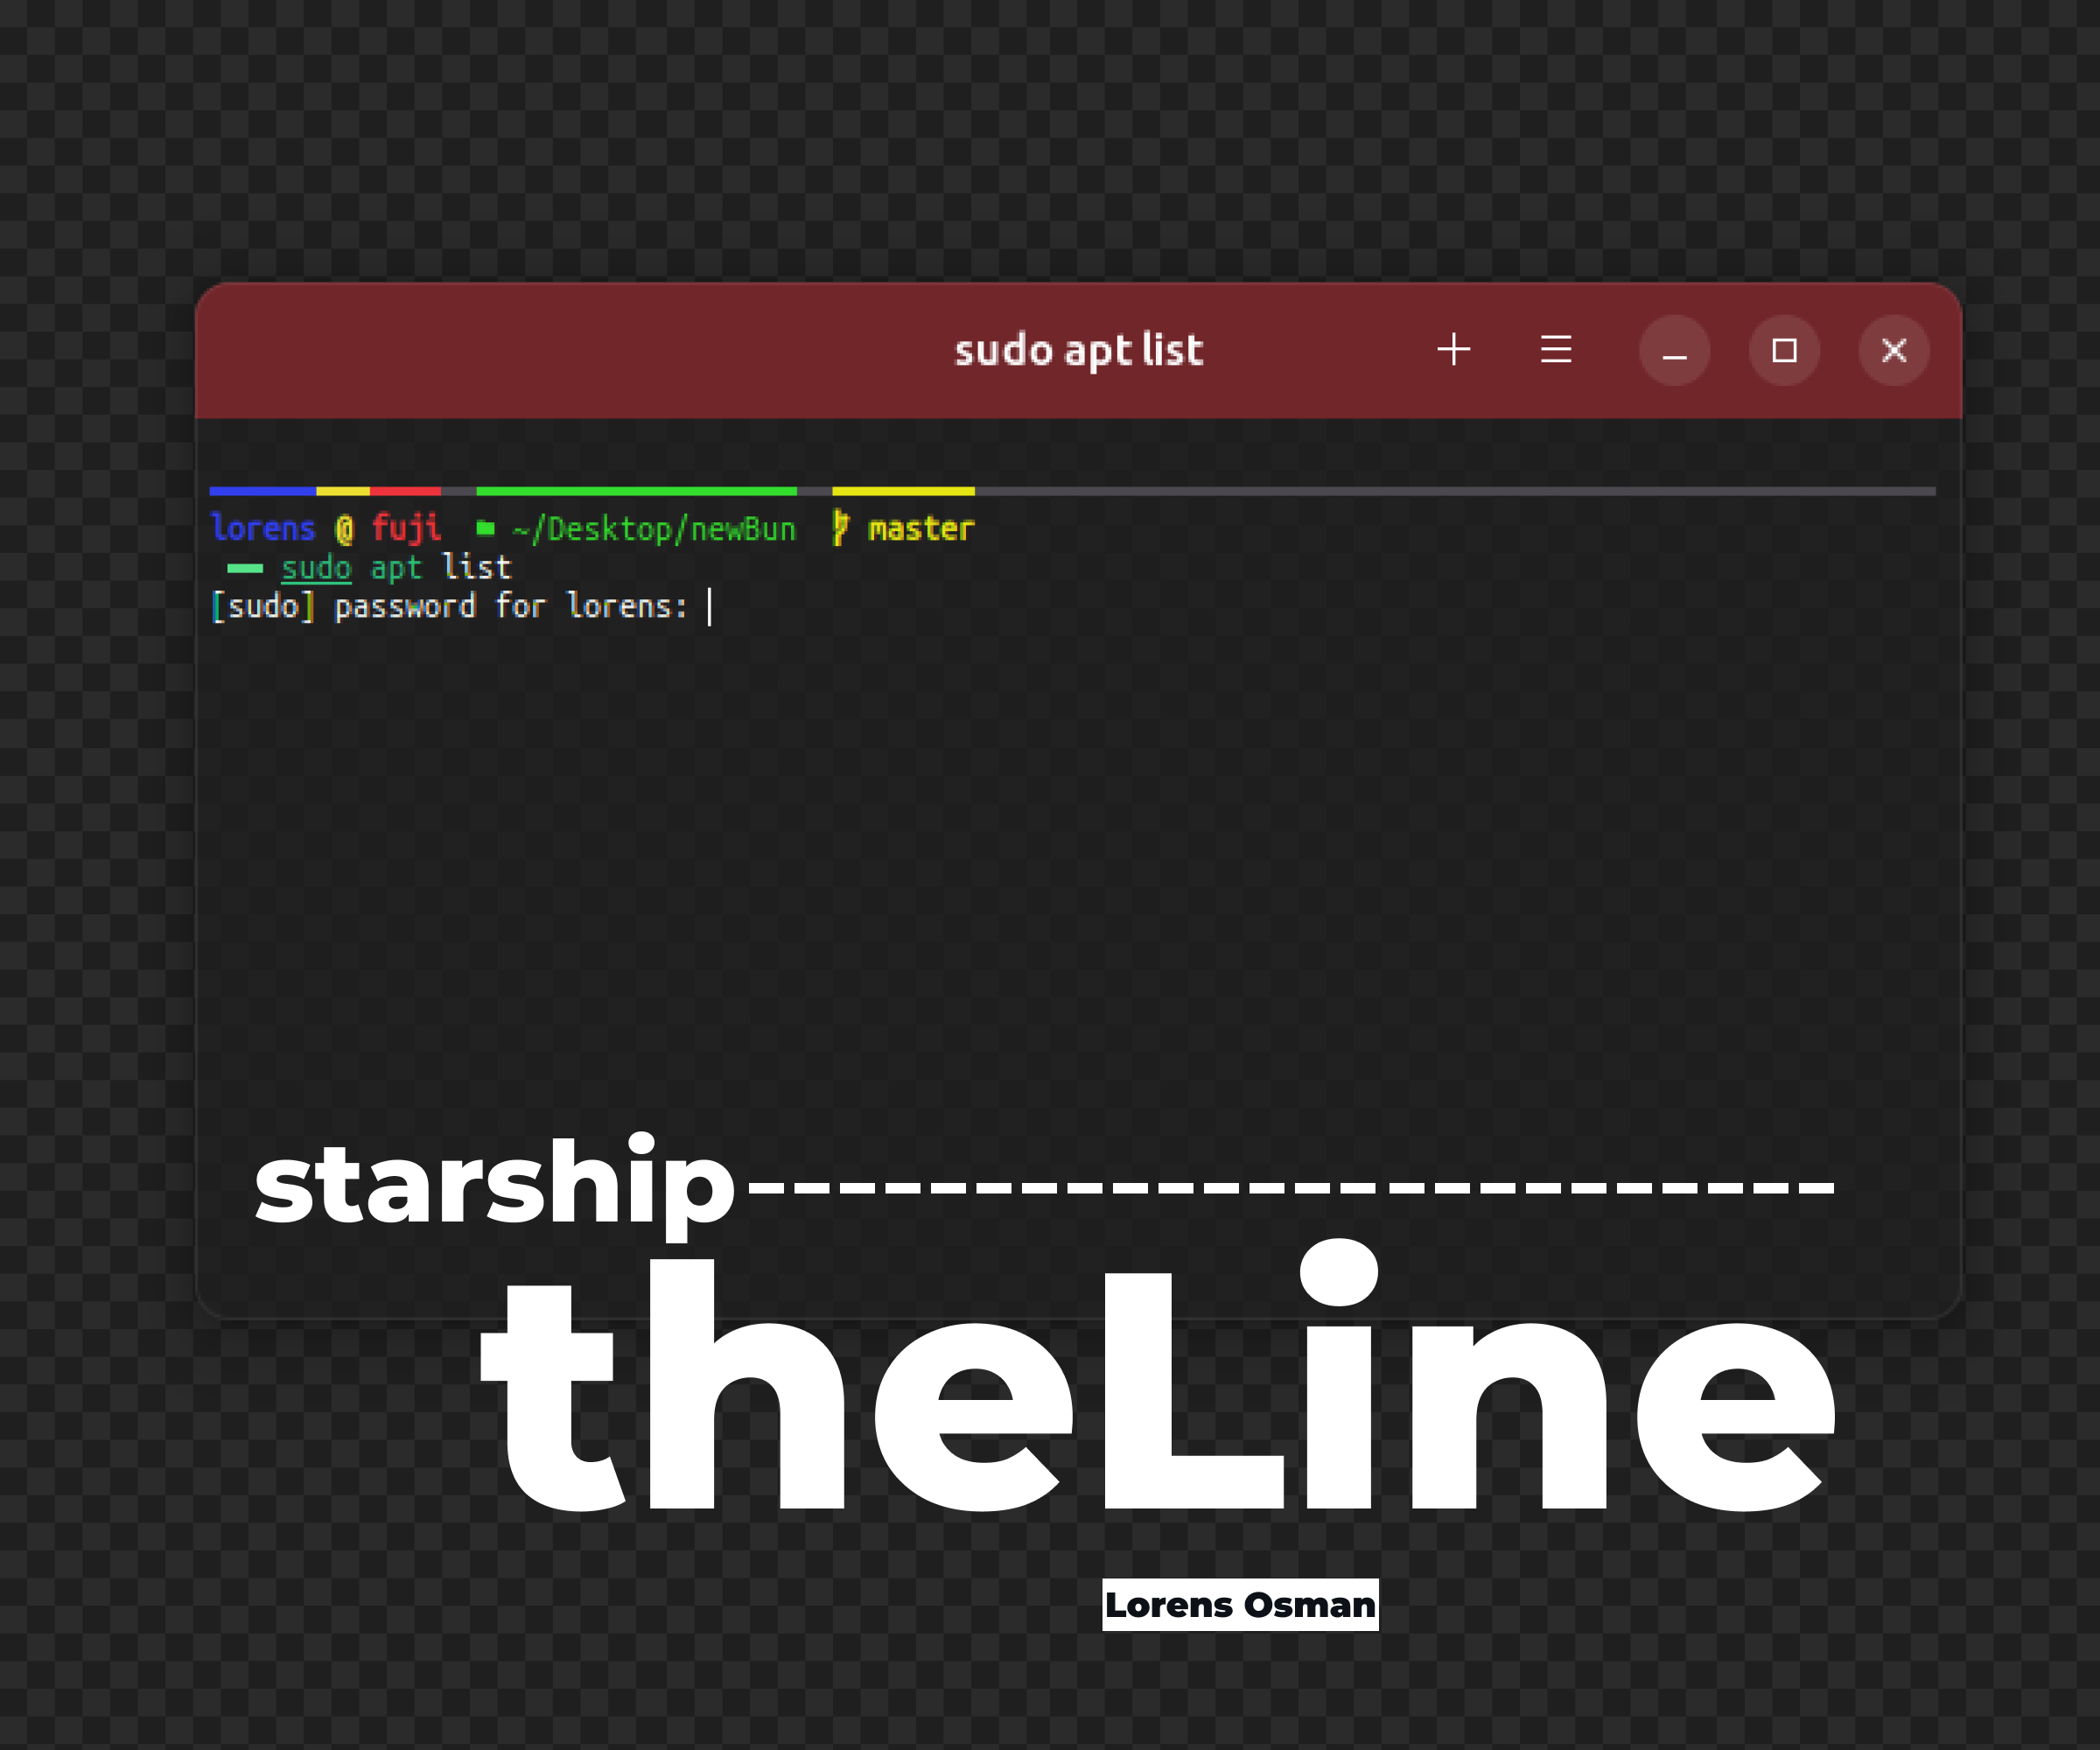 sudo apt list
lorens @ fuji ~/Desktop/newBun master
sudo apt list
[sudo] password for lorens:
starship
theLine
Lorens Osman